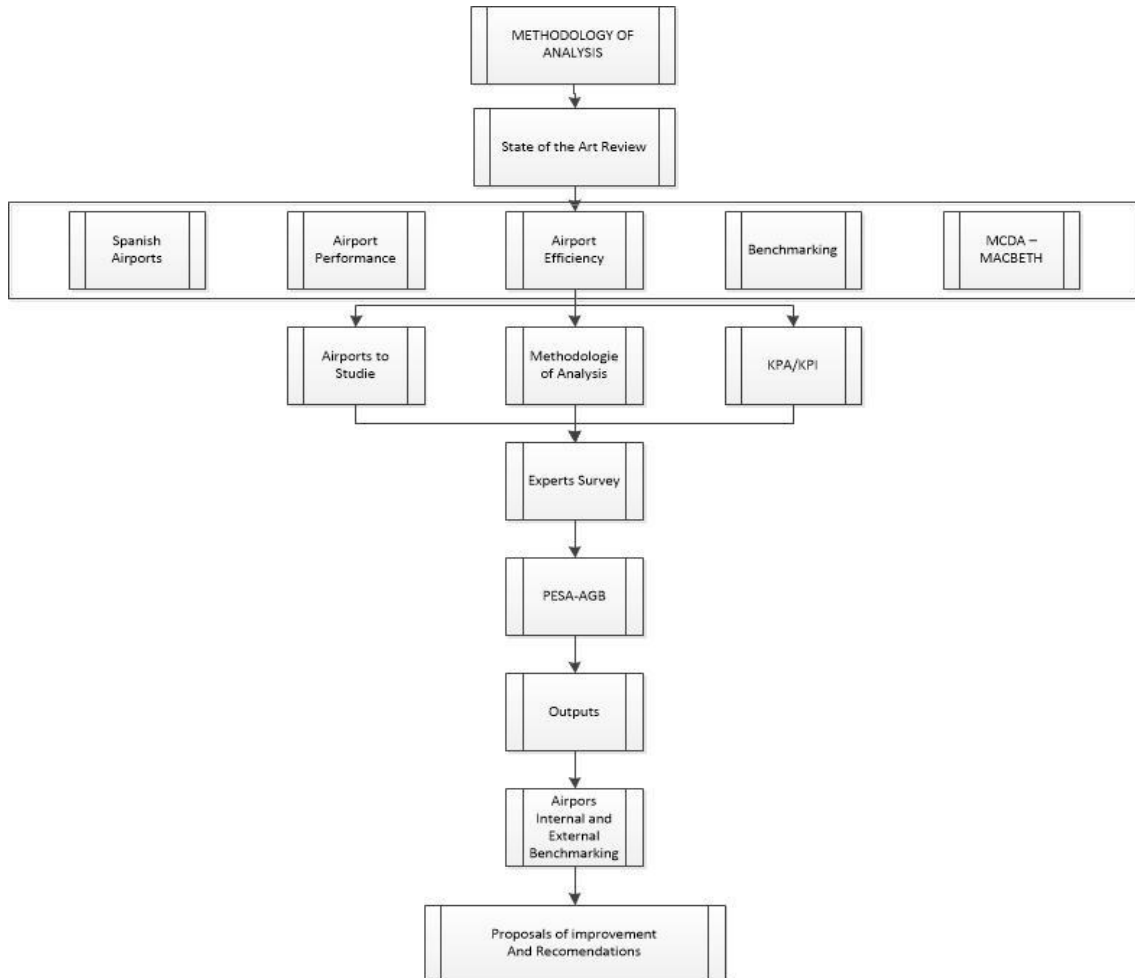 METHODOLOGY OF
ANALYSIS
State of the Art Review
Spanish
Airports
Airport
Performance
Airport
Efficiency
Benchmarking
MCDA –
MACBETH
Airports to
Studie
Methodologie
of Analysis
KPA/KPI
Experts Survey
PESA-AGB
Outputs
Airpors
Internal and
External
Benchmarking
Proposals of improvement
And Recomendations